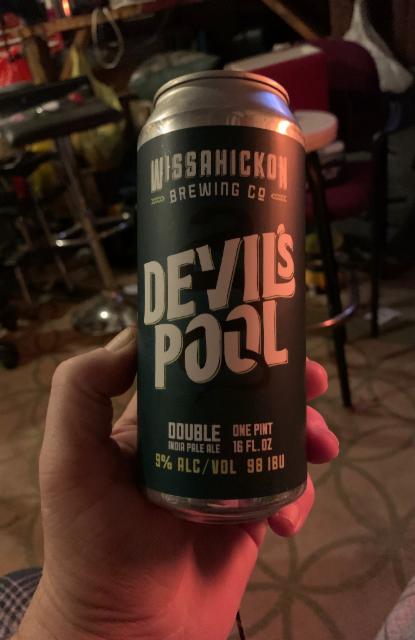 WISSAHICKON
BREWING CO
DEVIL'S
POOL
DOUBLE
INDIA PALE ALE
ONE PINT
16 FL. OZ
9% ALC/VOL 98 IBU